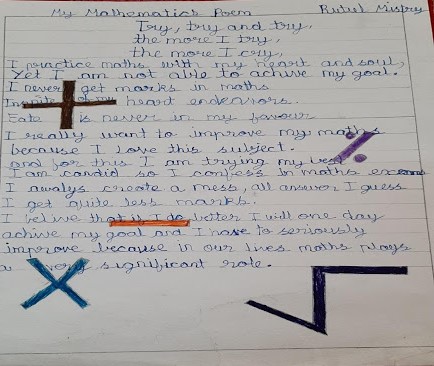 My Mathematics Poem Rutul Mistry
Try, try and try,
the more I try,
the more I cry,
I practice maths with my heart and soul,
Yet I am not able to achive my goal.
I never get marks in maths
Inspite of my heart endeavors.
Fate is never in my favour
I really want to improve my maths
because I love this subject.
and for this I am trying my best
I am candid so I confess in maths exams
I awalys create a mess, all answer I guess
I get quite less marks.
I belive that is I do better I will one day
achive my goal and I have to seriously
improve because in our lives maths plays
a very significant role.